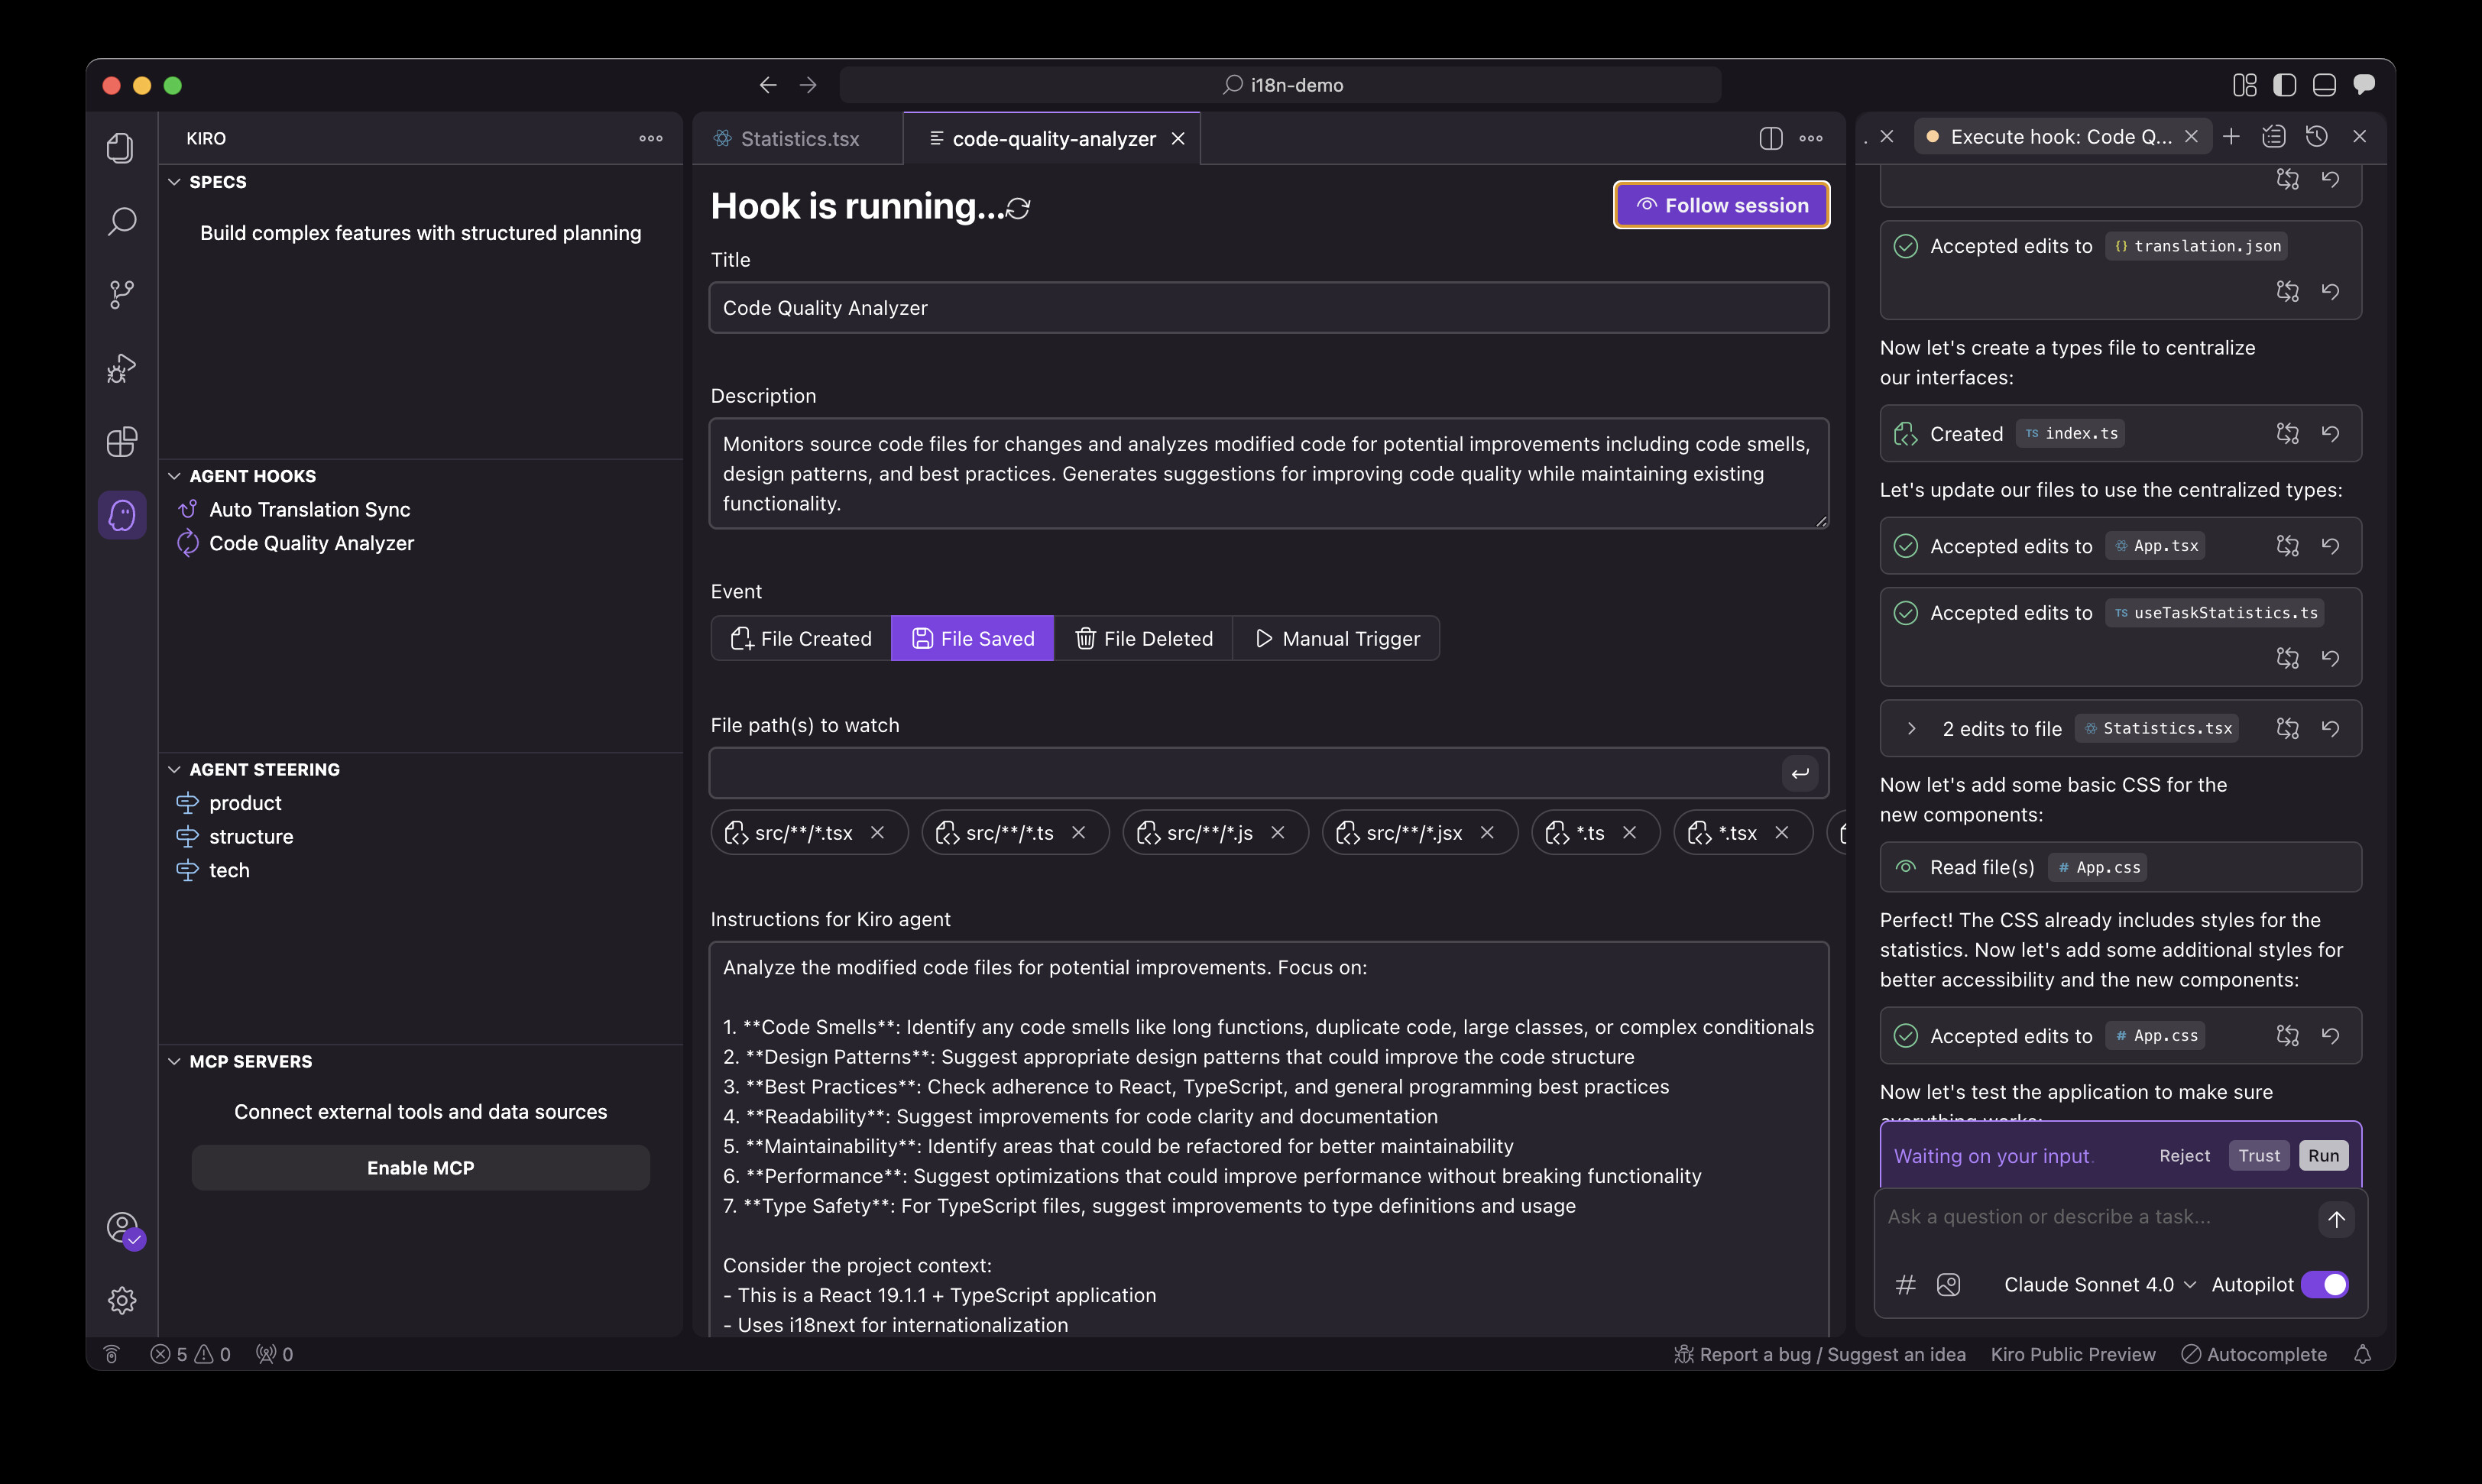 i18n-demo
KIRO
SPECS
Build complex features with structured planning
AGENT HOOKS
Auto Translation Sync
Code Quality Analyzer
AGENT STEERING
product
structure
tech
MCP SERVERS
Connect external tools and data sources
Enable MCP
Statistics.tsx
code-quality-analyzer
Hook is running...
Follow session
Title
Code Quality Analyzer
Description
Monitors source code files for changes and analyzes modified code for potential improvements including code smells,
design patterns, and best practices. Generates suggestions for improving code quality while maintaining existing
functionality.
Event
File Created
File Saved
File Deleted
Manual Trigger
File path(s) to watch
src/**/*.tsx
src/**/*.ts
src/**/*.js
src/**/*.jsx
*.ts
*.tsx
Instructions for Kiro agent
Analyze the modified code files for potential improvements. Focus on:
1. **Code Smells**: Identify any code smells like long functions, duplicate code, large classes, or complex conditionals
2. **Design Patterns**: Suggest appropriate design patterns that could improve the code structure
3. **Best Practices**: Check adherence to React, TypeScript, and general programming best practices
4. **Readability**: Suggest improvements for code clarity and documentation
5. **Maintainability**: Identify areas that could be refactored for better maintainability
6. **Performance**: Suggest optimizations that could improve performance without breaking functionality
7. **Type Safety**: For TypeScript files, suggest improvements to type definitions and usage
Consider the project context:
- This is a React 19.1.1 + TypeScript application
- Uses i18next for internationalization
Execute hook: Code Q...
Accepted edits to {} translation.json
Now let's create a types file to centralize
our interfaces:
Created TS index.ts
Let's update our files to use the centralized types:
Accepted edits to App.tsx
Accepted edits to TS useTaskStatistics.ts
2 edits to file Statistics.tsx
Now let's add some basic CSS for the
new components:
Read file(s) # App.css
Perfect! The CSS already includes styles for the
statistics. Now let's add some additional styles for
better accessibility and the new components:
Accepted edits to # App.css
Now let's test the application to make sure
everything works:
Waiting on your input.
Reject
Trust
Run
Ask a question or describe a task...
#
Claude Sonnet 4.0
Autopilot
5
0
0
Report a bug / Suggest an idea
Kiro Public Preview
Autocomplete